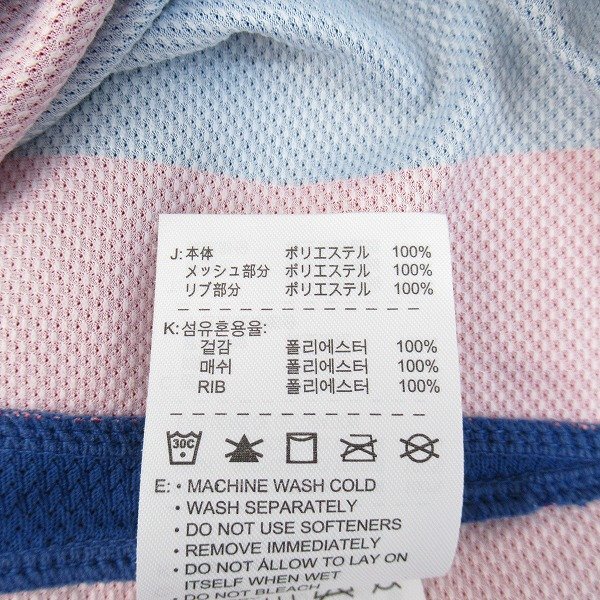 J: 本体 ポリエステル 100%
メッシュ部分 ポリエステル 100%
リブ部分 ポリエステル 100%
K: 섬유혼용율:
겉감 폴리에스터 100%
매쉬 폴리에스터 100%
RIB 폴리에스터 100%
30C
E: • MACHINE WASH COLD
• WASH SEPARATELY
• DO NOT USE SOFTENERS
• REMOVE IMMEDIATELY
• DO NOT ALLOW TO LAY ON
ITSELF WHEN WET
• DO NOT BLEACH